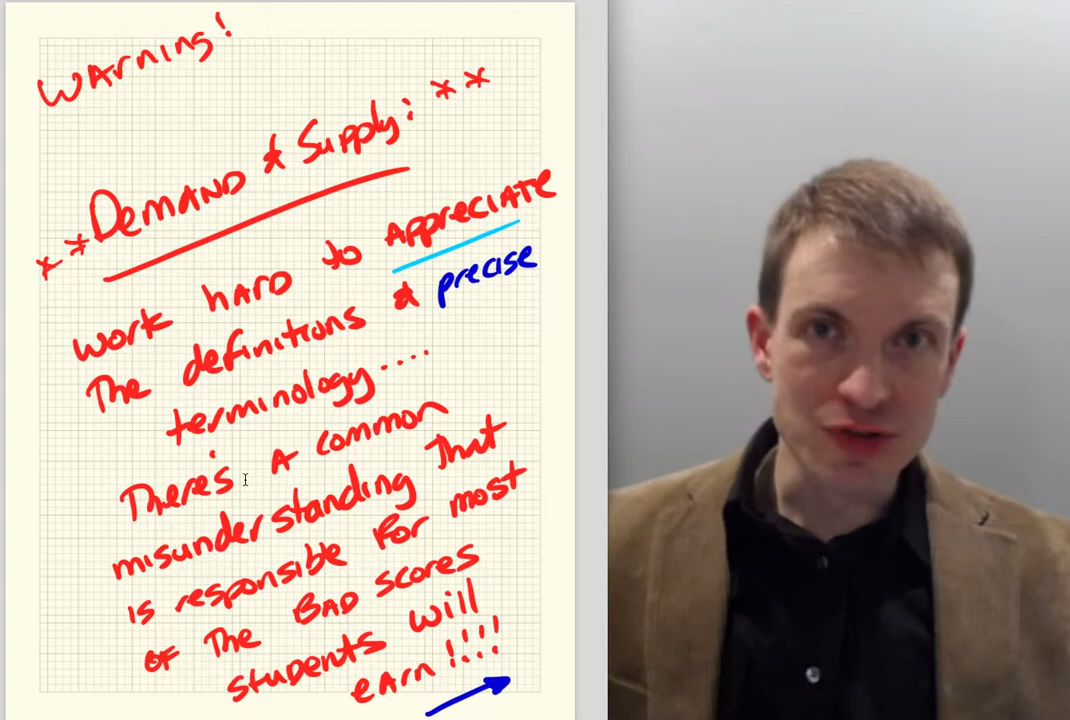 Warning!
**Demand & Supply: **
Work hard to Appreciate
The definitions & precise
terminology....
There's a common
misunderstanding that
is responsible for most
of the Bad scores
students will
earn !!!!